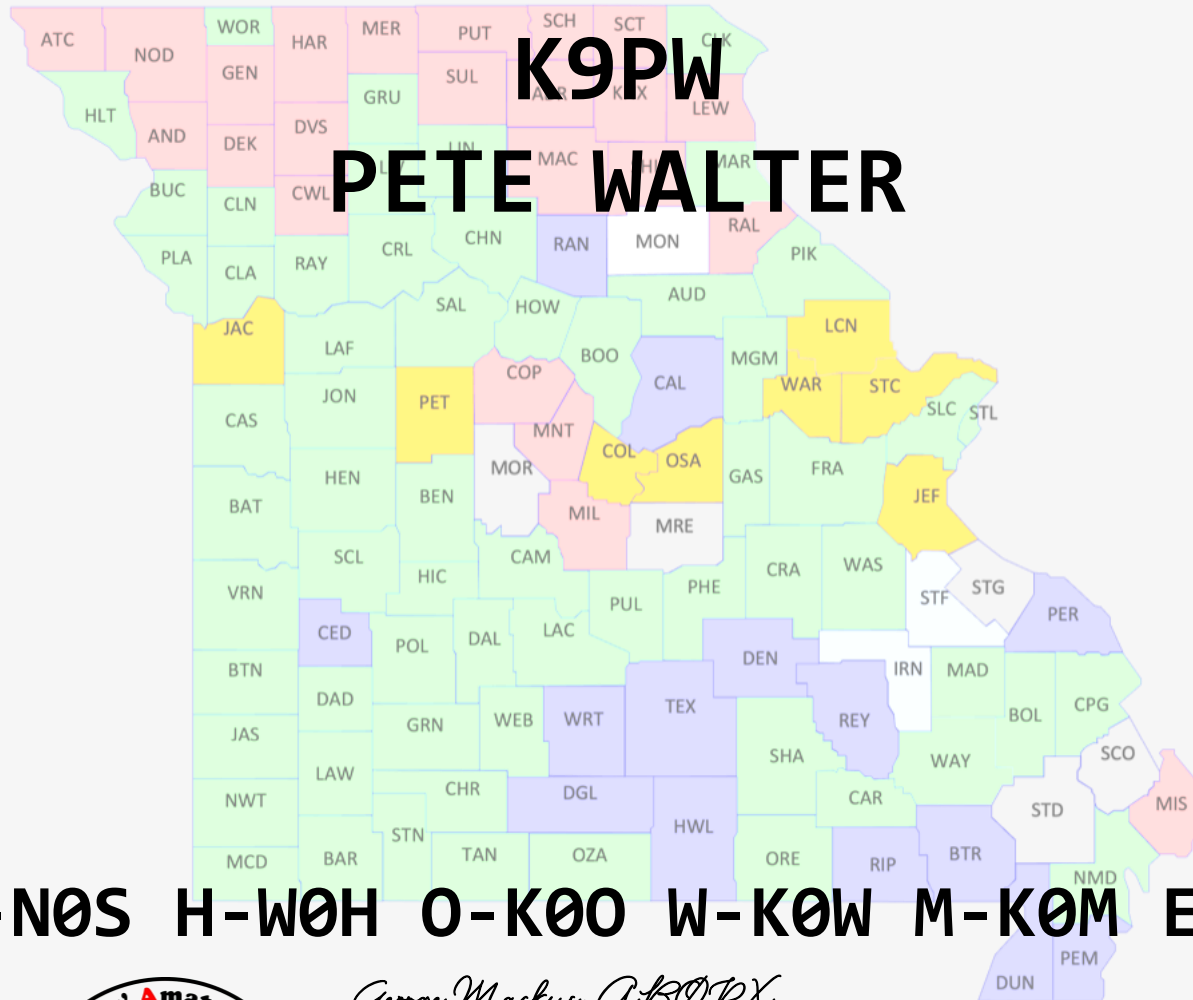 WOR
SCH
SCT
ATC
NOD
HAR
MER
PUT
CLK
K9PW
GEN
SUL
GRU
ADR
KNX
LEW
HLT
AND
DVS
DEK
LIN
MAC
SHL
MAR
LIV
PETE WALTER
BUC
CLN
CWL
RAL
PLA
CLA
RAY
CRL
CHN
RAN
MON
PIK
SAL
HOW
AUD
JAC
LAF
BOO
MGM
LCN
COP
CAL
WAR
STC
CAS
JON
PET
MNT
SLC
STL
BAT
HEN
BEN
MOR
COL
OSA
GAS
FRA
JEF
MIL
MRE
VRN
SCL
HIC
CAM
PHE
CRA
WAS
STF
STG
PER
CED
POL
DAL
LAC
PUL
DEN
IRN
MAD
BTN
DAD
GRN
WEB
WRT
TEX
REY
BOL
CPG
JAS
LAW
CHR
DGL
SHA
WAY
SCO
NWT
STN
HWL
CAR
STD
MIS
MCD
BAR
TAN
OZA
ORE
RIP
BTR
NMD
-N0S H-W0H O-K0O W-K0W M-K0M E
PEM
DUN